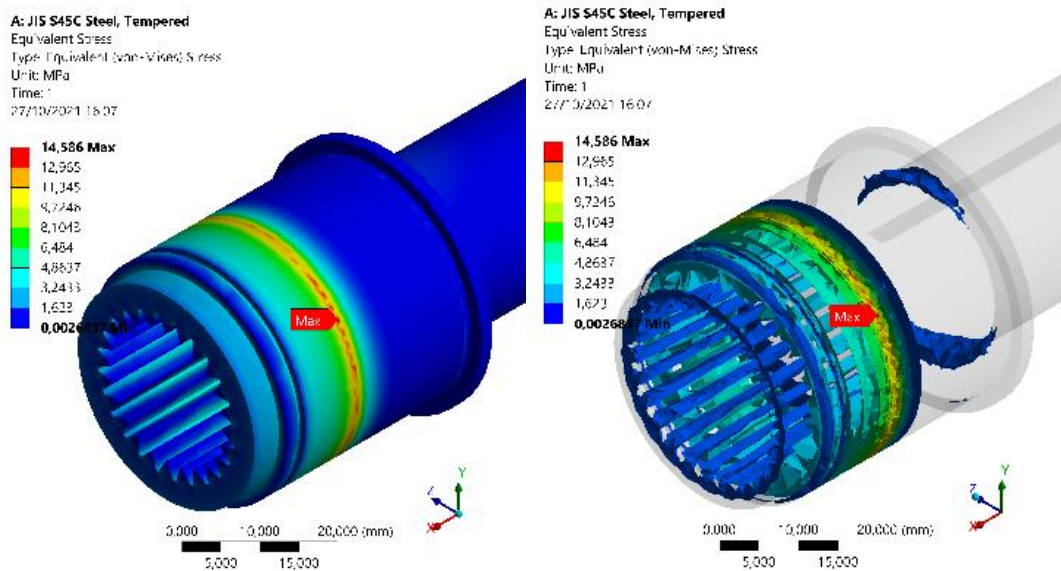 A: JIS S45C Steel, Tempered
Equivalent Stress
Type: Equivalent (von-Mises) Stress
Unit: MPa
Time: 1
27/10/2021 16:07
14,586 Max
12,965
11,345
9,7246
8,1043
6,484
4,8637
3,2433
1,623
0,0026837 Min
Max
Z
Y
X
0,000 10,000 20,000 (mm)
5,000 15,000
A: JIS S45C Steel, Tempered
Equivalent Stress
Type: Equivalent (von-Mises) Stress
Unit: MPa
Time: 1
27/10/2021 16:07
14,586 Max
12,965
11,345
9,7246
8,1043
6,484
4,8637
3,2433
1,623
0,0026837 Min
Max
Z
Y
X
0,000 10,000 20,000 (mm)
5,000 15,000